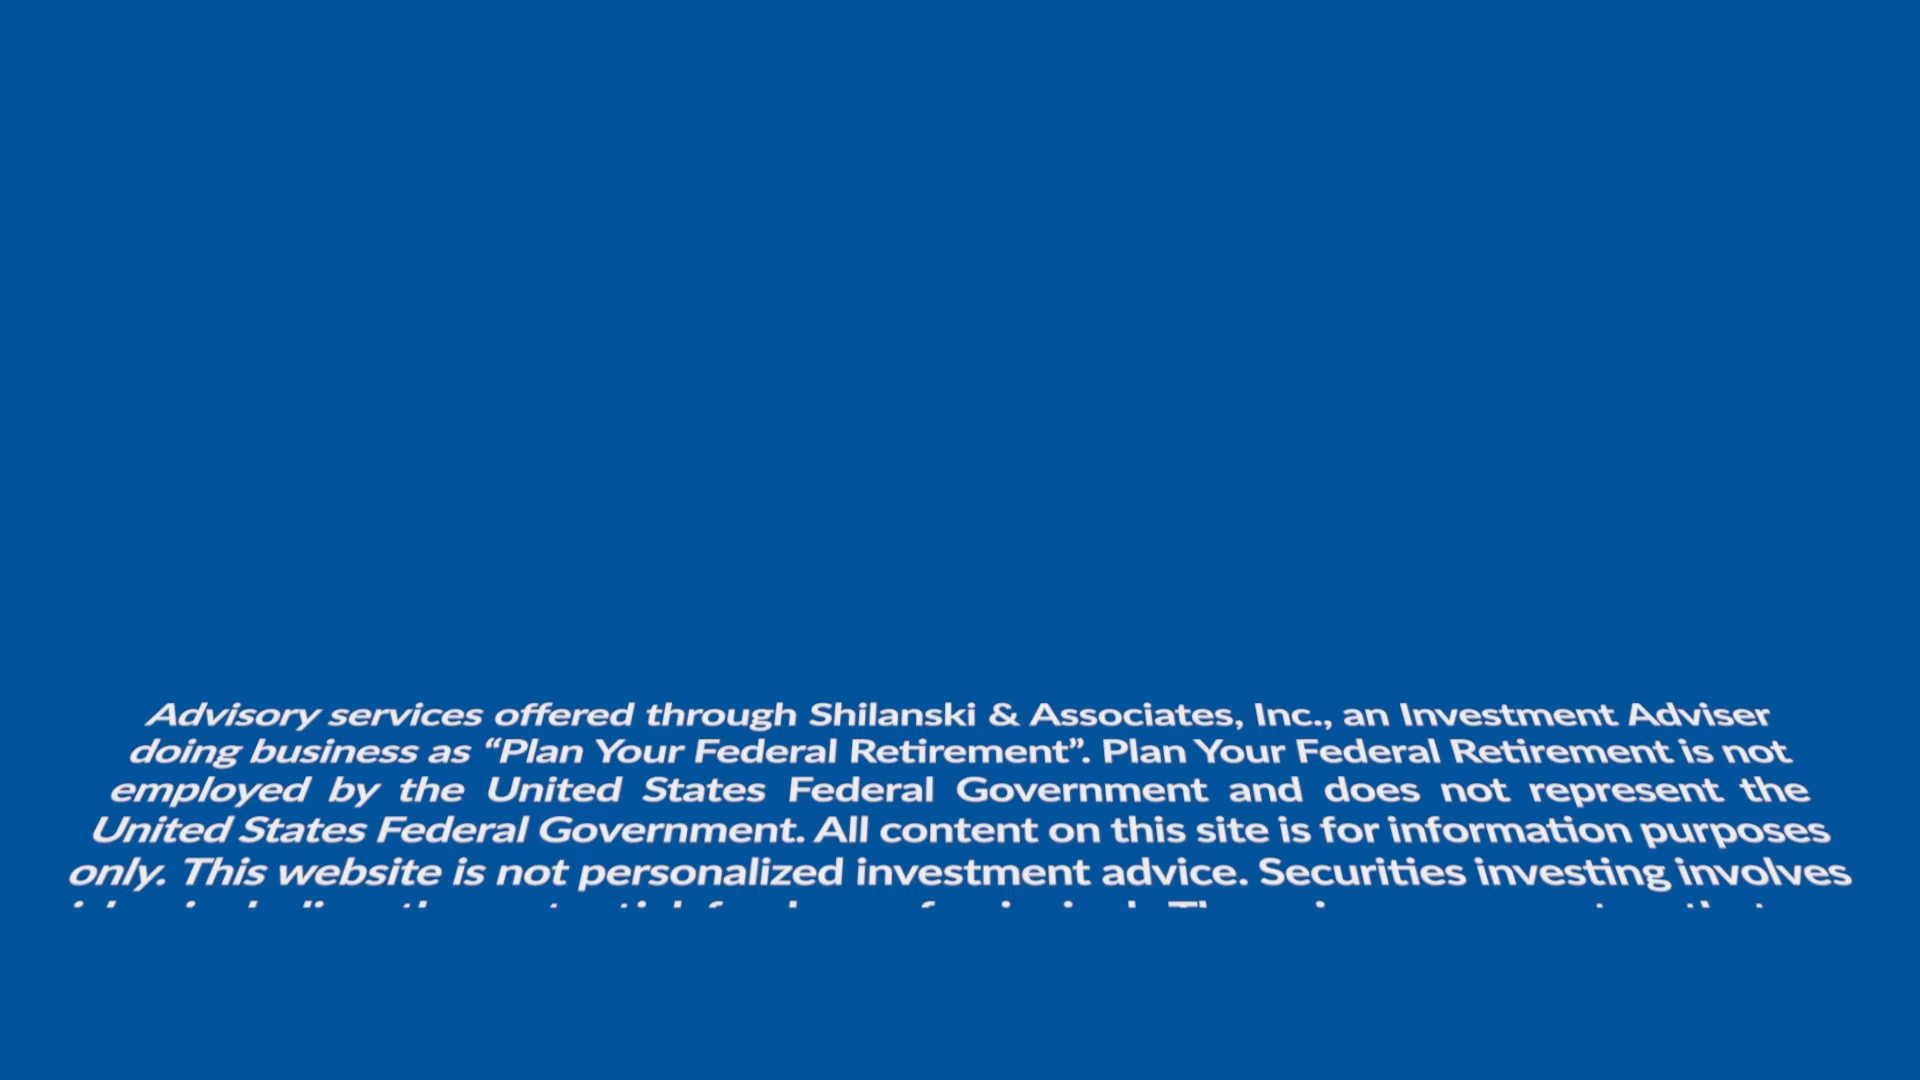 Advisory services offered through Shilanski & Associates, Inc., an Investment Adviser
doing business as “Plan Your Federal Retirement”. Plan Your Federal Retirement is not
employed by the United States Federal Government and does not represent the
United States Federal Government. All content on this site is for information purposes
only. This website is not personalized investment advice. Securities investing involves